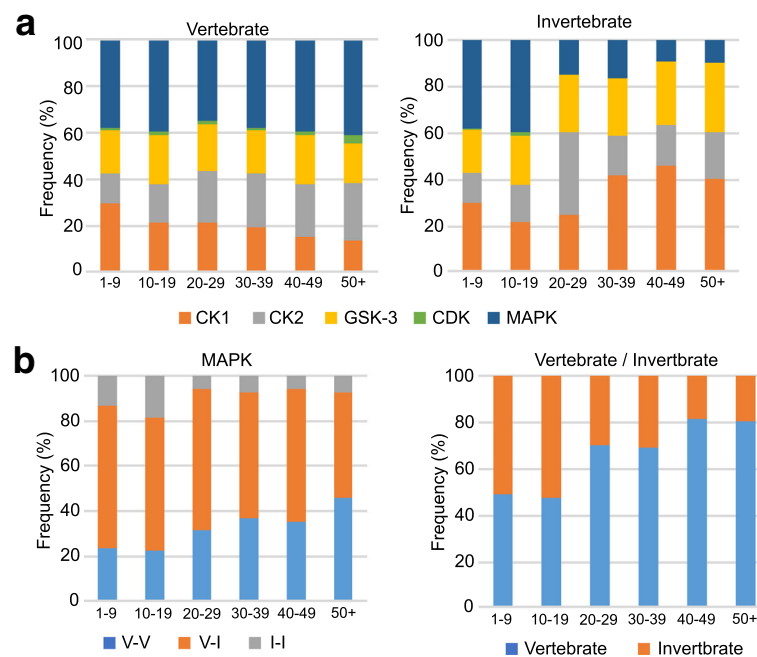 a
Vertebrate
Invertebrate
Frequency (%)
100
80
60
40
20
0
1-9 10-19 20-29 30-39 40-49 50+
Frequency (%)
100
80
60
40
20
0
1-9 10-19 20-29 30-39 40-49 50+
CK1 CK2 GSK-3 CDK MAPK
b
MAPK
Vertebrate / Invertbrate
Frequency (%)
100
80
60
40
20
0
1-9 10-19 20-29 30-39 40-49 50+
V-V V-I I-I
Frequency (%)
100
80
60
40
20
0
1-9 10-19 20-29 30-39 40-49 50+
Vertebrate Invertbrate